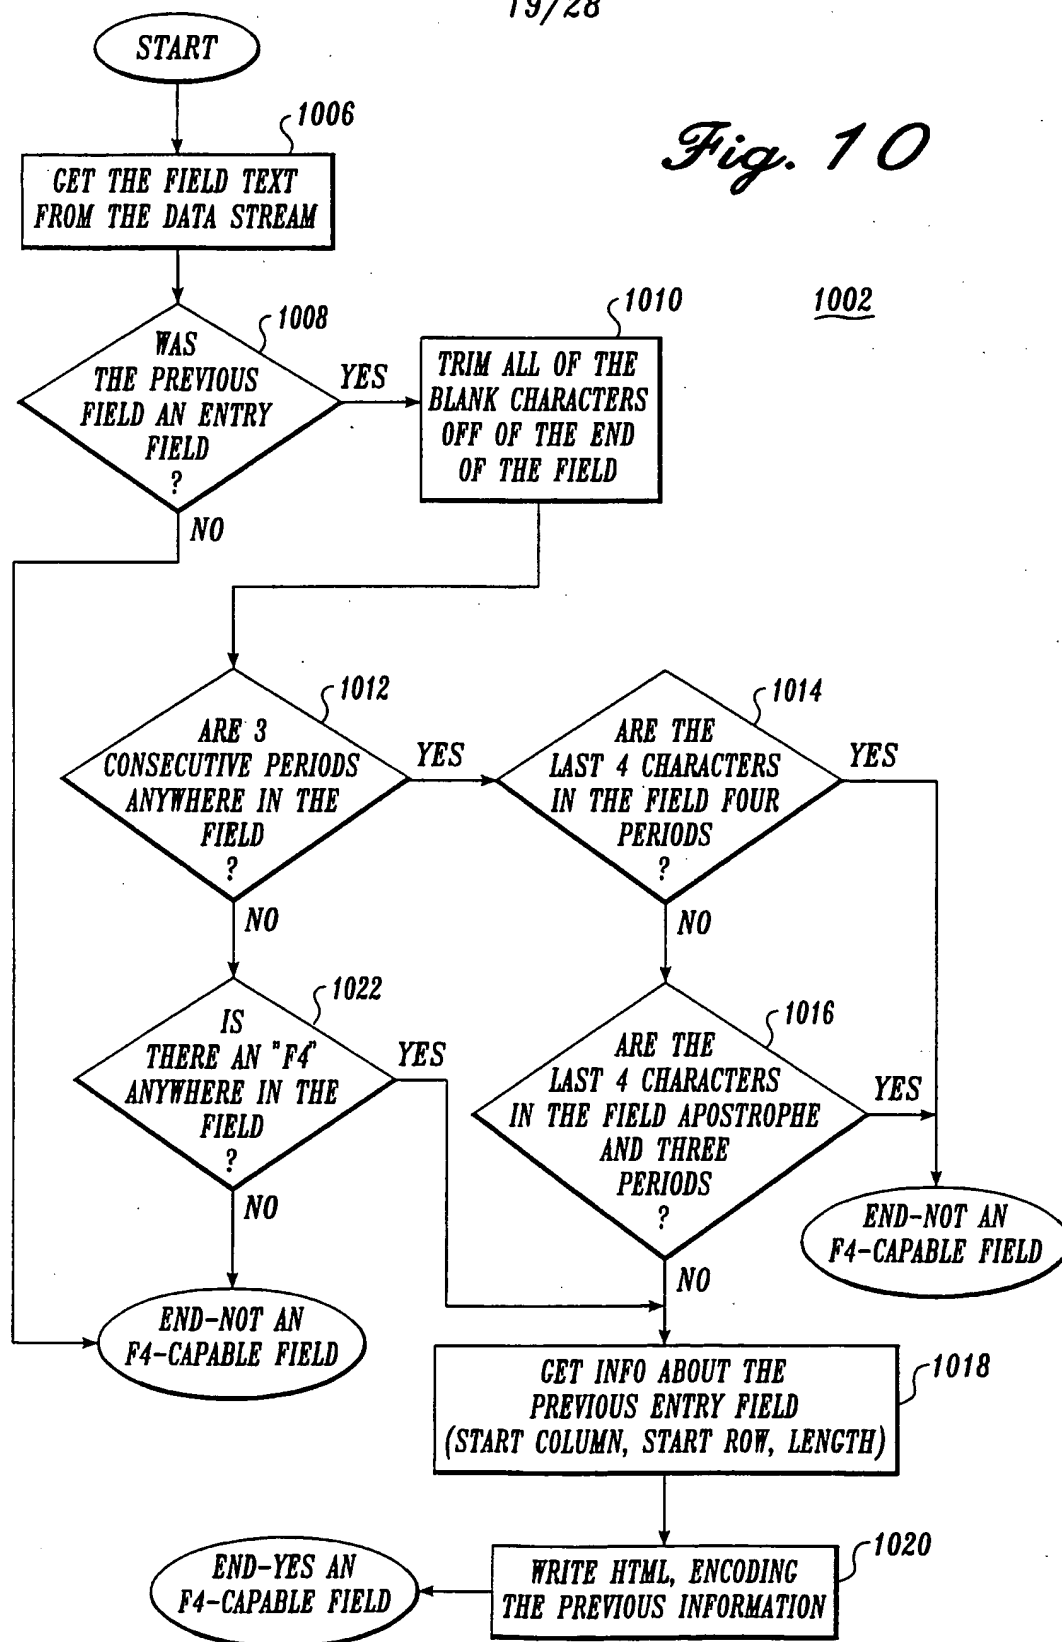 19/28
START
1006
Fig. 10
GET THE FIELD TEXT
FROM THE DATA STREAM
1002
1008
WAS
THE PREVIOUS
FIELD AN ENTRY
FIELD
?
YES
NO
1010
TRIM ALL OF THE
BLANK CHARACTERS
OFF OF THE END
OF THE FIELD
1012
ARE 3
CONSECUTIVE PERIODS
ANYWHERE IN THE
FIELD
?
YES
NO
1014
ARE THE
LAST 4 CHARACTERS
IN THE FIELD FOUR
PERIODS
?
YES
NO
1022
IS
THERE AN "F4"
ANYWHERE IN THE
FIELD
?
YES
NO
1016
ARE THE
LAST 4 CHARACTERS
IN THE FIELD APOSTROPHE
AND THREE
PERIODS
?
YES
NO
END-NOT AN
F4-CAPABLE FIELD
END-NOT AN
F4-CAPABLE FIELD
1018
GET INFO ABOUT THE
PREVIOUS ENTRY FIELD
(START COLUMN, START ROW, LENGTH)
1020
WRITE HTML, ENCODING
THE PREVIOUS INFORMATION
END-YES AN
F4-CAPABLE FIELD